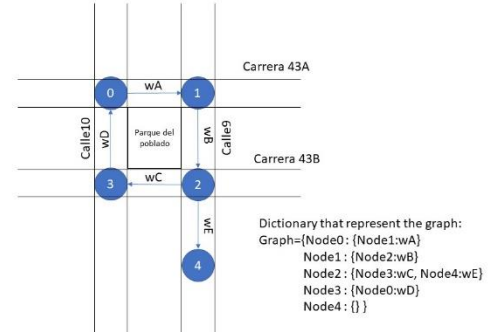 Carrera 43A
wA
0
1
Calle10
wD
Parque del
poblado
wB
Calle9
Carrera 43B
wC
3
2
wE
4
Dictionary that represent the graph:
Graph={Node0 : {Node1:wA}
Node1 : {Node2:wB}
Node2 : {Node3:wC, Node4:wE}
Node3 : {Node0:wD}
Node4 : {} }